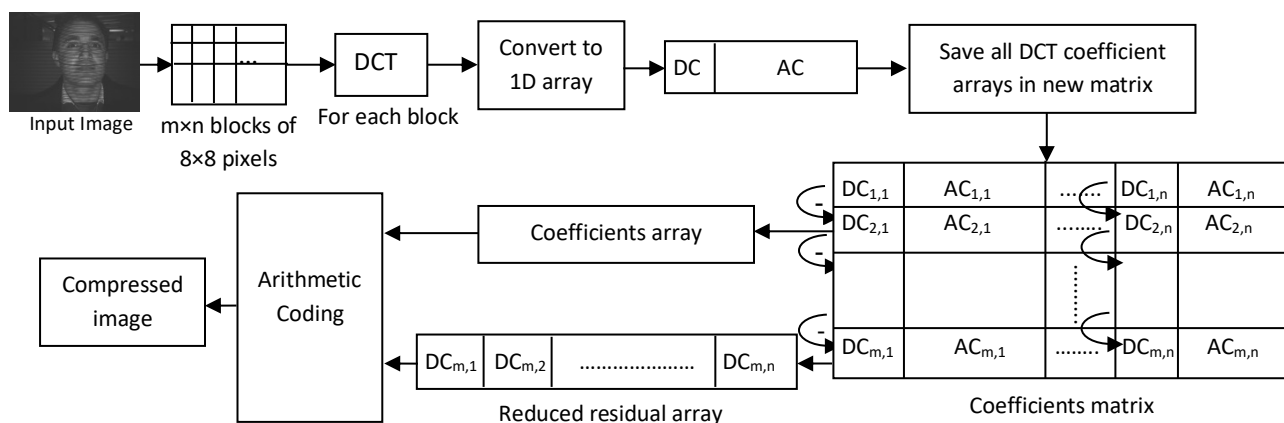 Input Image
...
m×n blocks of
8×8 pixels
DCT
For each block
Convert to
1D array
DC AC
Save all DCT coefficient
arrays in new matrix
DC1,1 AC1,1 ....... DC1,n AC1,n
DC2,1 AC2,1 ........ DC2,n AC2,n
- - -
........
DCm,1 ACm,1 ........ DCm,n ACm,n
Coefficients matrix
Coefficients array
DCm,1 DCm,2 ..................... DCm,n
Reduced residual array
Arithmetic
Coding
Compressed
image